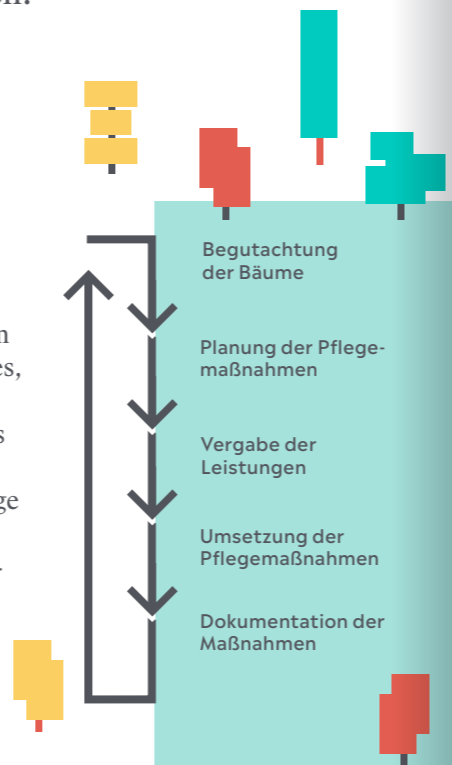 Begutachtung
der Bäume
Planung der Pflege-
maßnahmen
Vergabe der
Leistungen
Umsetzung der
Pflegemaßnahmen
Dokumentation der
Maßnahmen